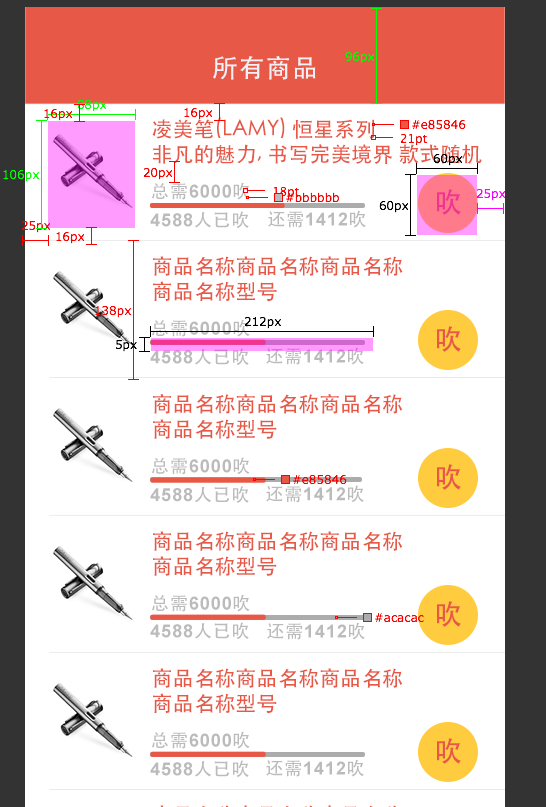 所有商品
96px
16px
88px
16px
凌美笔(LAMY) 恒星系列
#e85846
21pt
非凡的魅力, 书写完美境界 款式随机
60px
106px
20px
总需6000吹
18pt
#bbbbbb
吹
60px
25px
4588人已吹 还需1412吹
25px
16px
商品名称商品名称商品名称
商品名称型号
138px
总需6000吹
212px
5px
4588人已吹 还需1412吹
吹
商品名称商品名称商品名称
商品名称型号
总需6000吹
#e85846
4588人已吹 还需1412吹
吹
商品名称商品名称商品名称
商品名称型号
总需6000吹
#acacac
4588人已吹 还需1412吹
吹
商品名称商品名称商品名称
商品名称型号
总需6000吹
4588人已吹 还需1412吹
吹